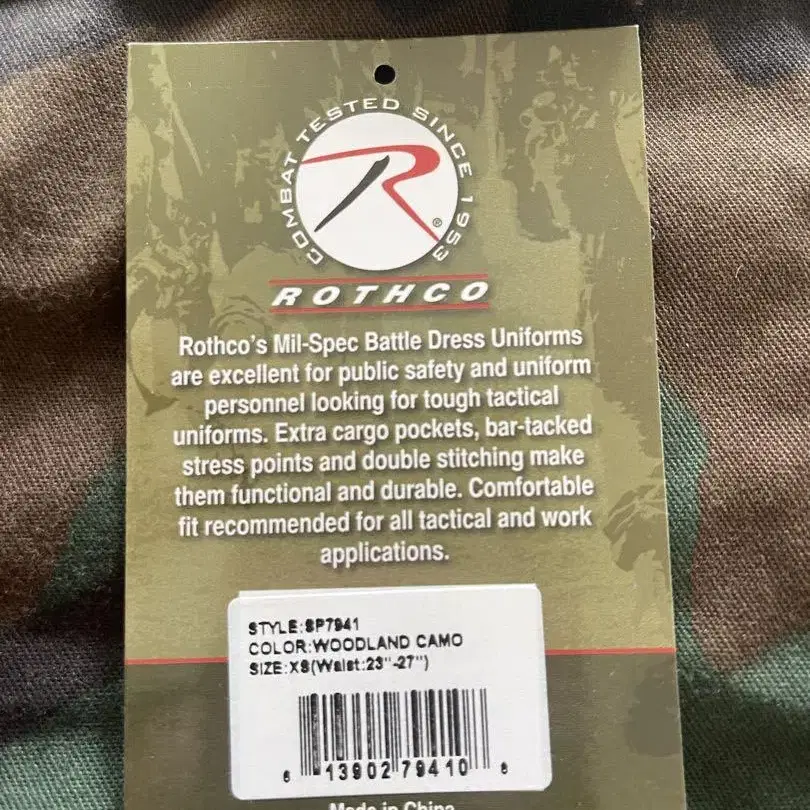 COMBAT TESTED SINCE 1953
R
®
ROTHCO
Rothco's Mil-Spec Battle Dress Uniforms
are excellent for public safety and uniform
personnel looking for tough tactical
uniforms. Extra cargo pockets, bar-tacked
stress points and double stitching make
them functional and durable. Comfortable
fit recommended for all tactical and work
applications.
STYLE:SP7941
COLOR:WOODLAND CAMO
SIZE:XS(Waist:23"-27")
6 13902 79410 8
Made in China